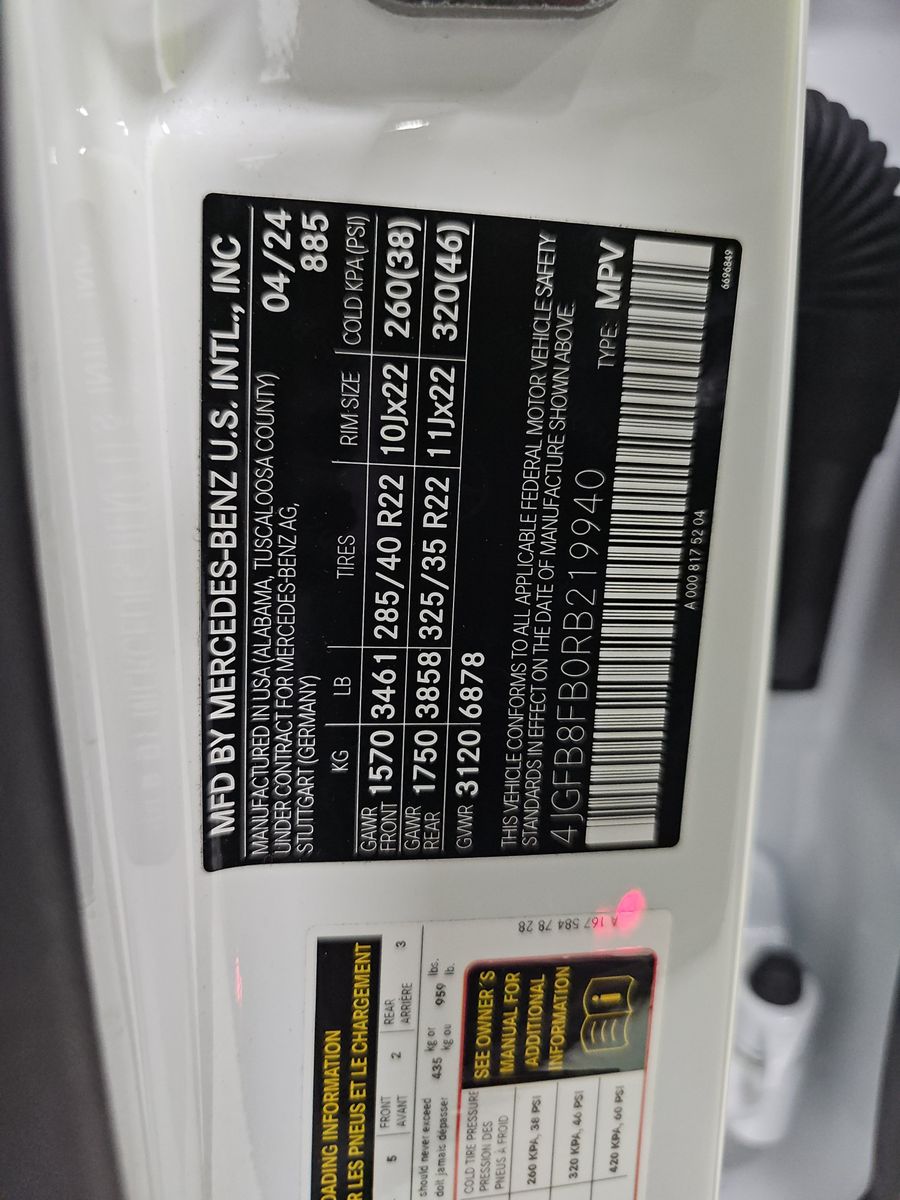 MFD BY MERCEDES-BENZ U.S. INTL., INC
MANUFACTURED IN USA (ALABAMA, TUSCALOOSA COUNTY) 04/24
UNDER CONTRACT FOR MERCEDES-BENZ AG, 885
STUTTGART (GERMANY)
KG LB TIRES RIM SIZE COLD KPA(PSI)
GAWR FRONT 1570 3461 285/40 R22 10Jx22 260(38)
GAWR REAR 1750 3858 325/35 R22 11Jx22 320(46)
GVWR 3120 6878
THIS VEHICLE CONFORMS TO ALL APPLICABLE FEDERAL MOTOR VEHICLE SAFETY
STANDARDS IN EFFECT ON THE DATE OF MANUFACTURE SHOWN ABOVE
4JGFB8FB0RB219940 TYPE: MPV
A 000 817 52 04
6696849
LOADING INFORMATION
LES PNEUS ET LE CHARGEMENT
5 FRONT AVANT 2 REAR ARRIÈRE 3
should never exceed 435 kg or 959 lbs.
doit jamais dépasser kg ou lb.
COLD TIRE PRESSURE
PRESSION DES
PNEUS À FROID
260 KPA, 38 PSI
320 KPA, 46 PSI
420 KPA, 60 PSI
SEE OWNER'S
MANUAL FOR
ADDITIONAL
INFORMATION
A 167 584 78 28